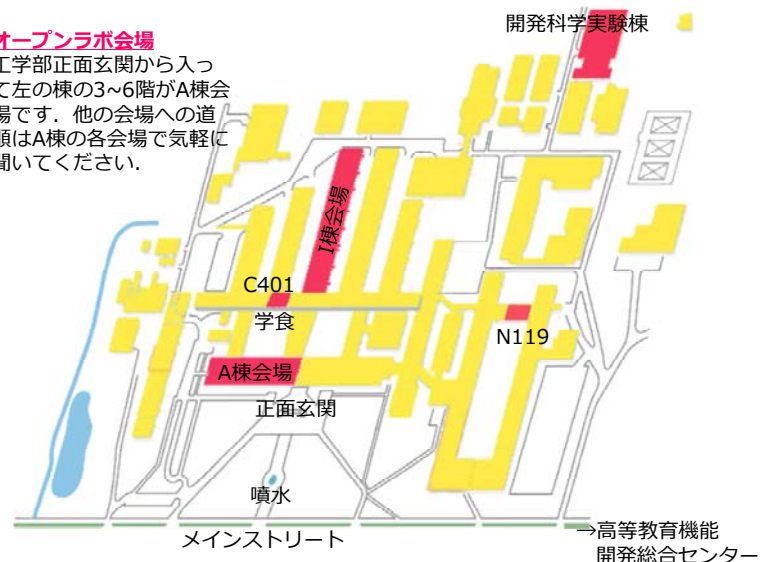 オープンラボ会場
工学部正面玄関から入っ
て左の棟の3~6階がA棟会
場です．他の会場への道
順はA棟の各会場で気軽に
聞いてください．
開発科学実験棟
I棟会場
C401
学食
N119
A棟会場
正面玄関
噴水
メインストリート
→高等教育機能
開発総合センター